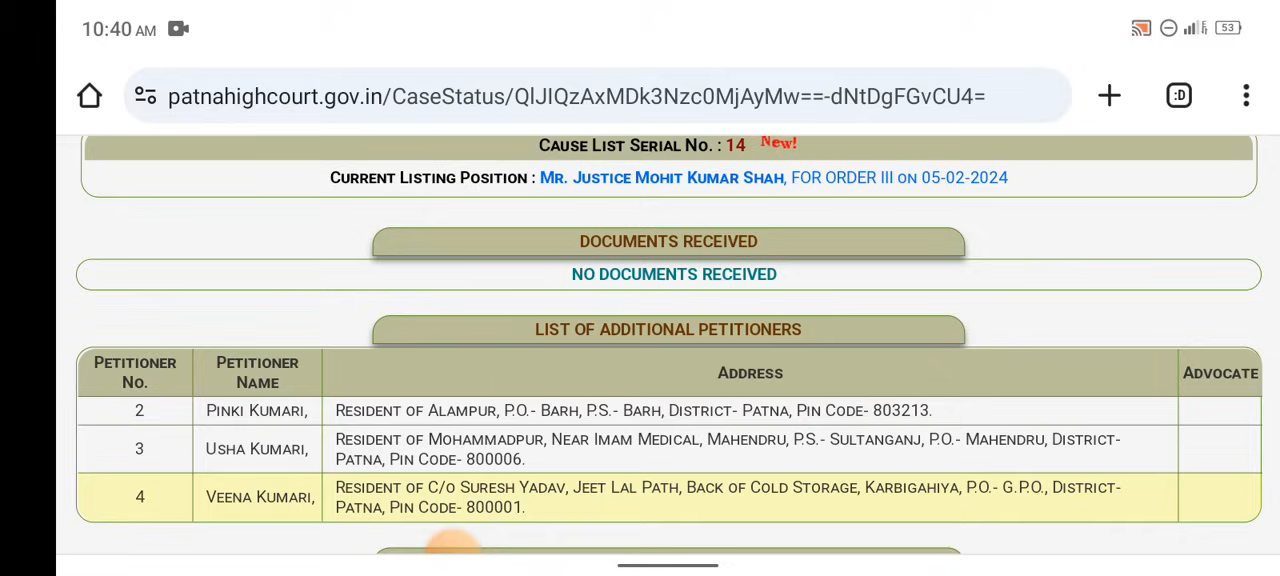 10:40 AM
53
patnahighcourt.gov.in/CaseStatus/QlJIQzAxMDk3Nzc0MjAyMw==-dNtDgFGvCU4=
:D
CAUSE LIST SERIAL NO. : 14 New!
CURRENT LISTING POSITION : MR. JUSTICE MOHIT KUMAR SHAH, FOR ORDER III ON 05-02-2024
DOCUMENTS RECEIVED
NO DOCUMENTS RECEIVED
LIST OF ADDITIONAL PETITIONERS
PETITIONER NO. PETITIONER NAME ADDRESS ADVOCATE
2 PINKI KUMARI, RESIDENT OF ALAMPUR, P.O.- BARH, P.S.- BARH, DISTRICT- PATNA, PIN CODE- 803213.
3 USHA KUMARI, RESIDENT OF MOHAMMADPUR, NEAR IMAM MEDICAL, MAHENDRU, P.S.- SULTANGANJ, P.O.- MAHENDRU, DISTRICT-
PATNA, PIN CODE- 800006.
4 VEENA KUMARI, RESIDENT OF C/O SURESH YADAV, JEET LAL PATH, BACK OF COLD STORAGE, KARBIGAHIYA, P.O.- G.P.O., DISTRICT-
PATNA, PIN CODE- 800001.